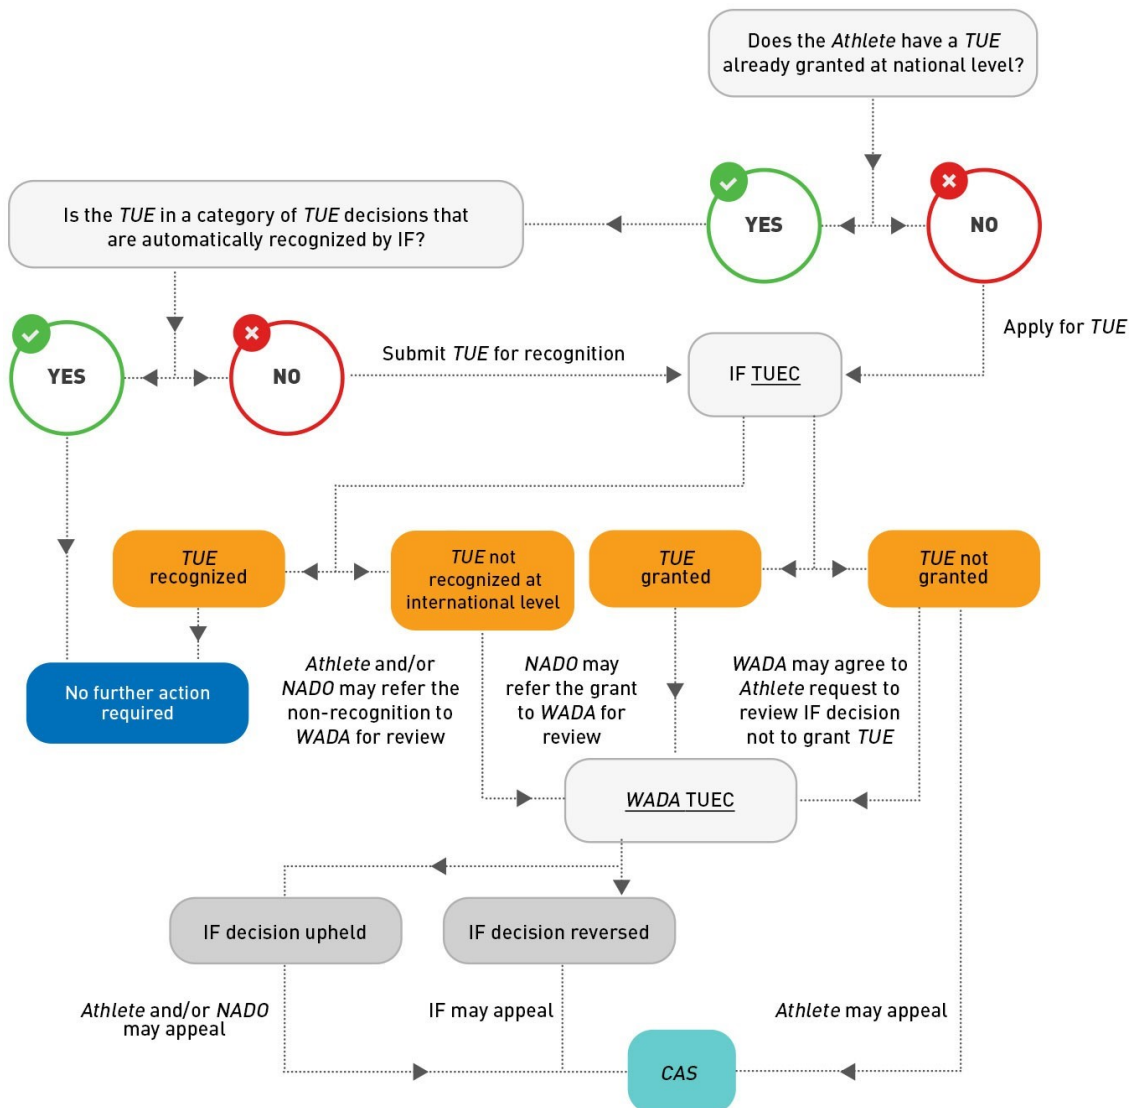 Does the Athlete have a TUE
already granted at national level?
YES
NO
Is the TUE in a category of TUE decisions that
are automatically recognized by IF?
YES
NO
Submit TUE for recognition
Apply for TUE
IF TUEC
TUE
recognized
TUE not
recognized at
international level
TUE
granted
TUE not
granted
No further action
required
Athlete and/or
NADO may refer the
non-recognition to
WADA for review
NADO may
refer the grant
to WADA for
review
WADA may agree to
Athlete request to
review IF decision
not to grant TUE
WADA TUEC
IF decision upheld
IF decision reversed
Athlete and/or NADO
may appeal
IF may appeal
Athlete may appeal
CAS